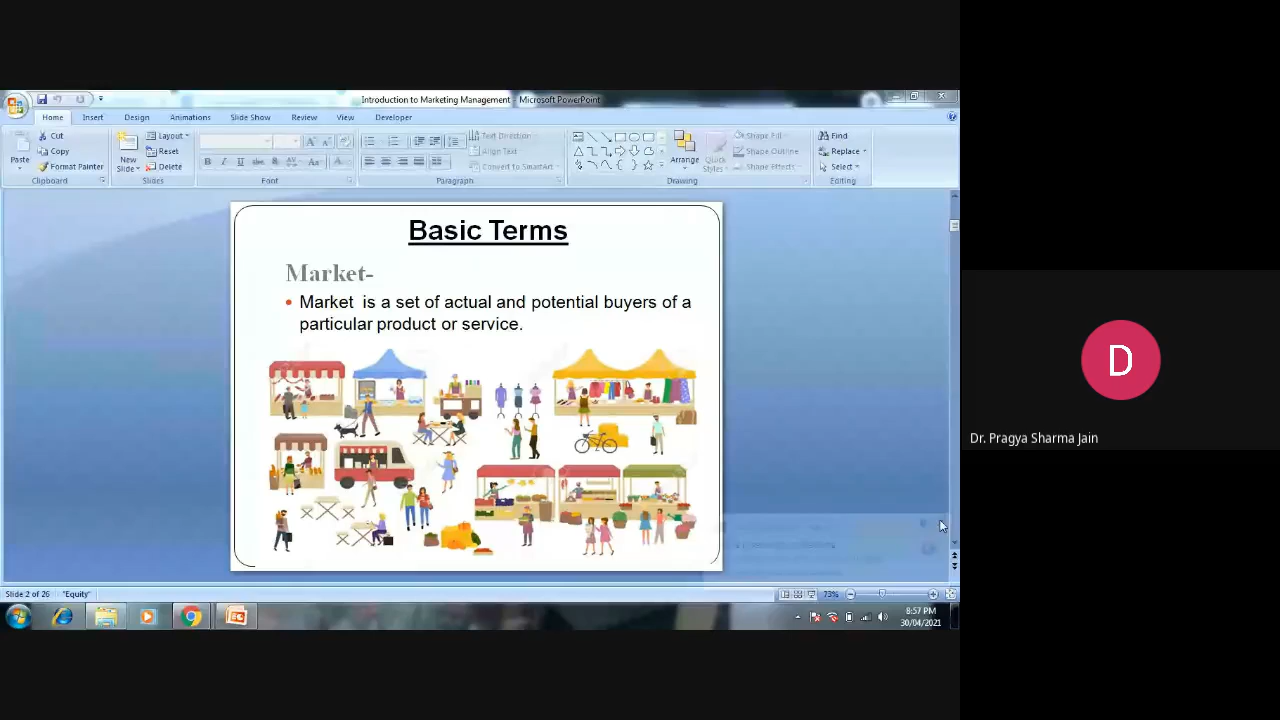 Introduction to Marketing Management - Microsoft PowerPoint
Home Insert Design Animations Slide Show Review View Developer
Paste
Cut
Copy
Format Painter
Clipboard
New
Slide
Layout
Reset
Delete
Slides
Font
Text Direction
Align Text
Convert to SmartArt
Paragraph
Arrange
Quick
Styles
Shape Fill
Shape Outline
Shape Effects
Drawing
Find
Replace
Select
Editing
Basic Terms
Market-
• Market is a set of actual and potential buyers of a
particular product or service.
D
Dr. Pragya Sharma Jain
Slide 2 of 26 "Equity"
73%
8:57 PM
30/04/2021